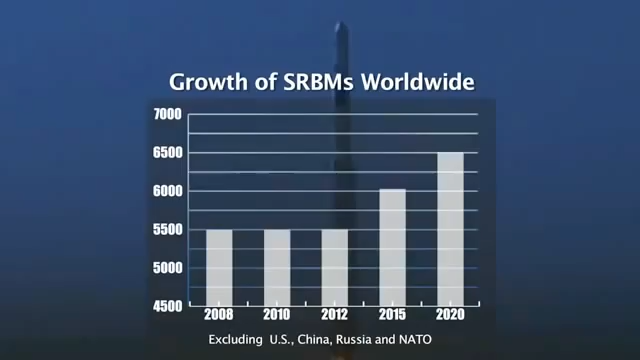 Growth of SRBMs Worldwide
7000
6500
6000
5500
5000
4500
2008 2010 2012 2015 2020
Excluding U.S., China, Russia and NATO